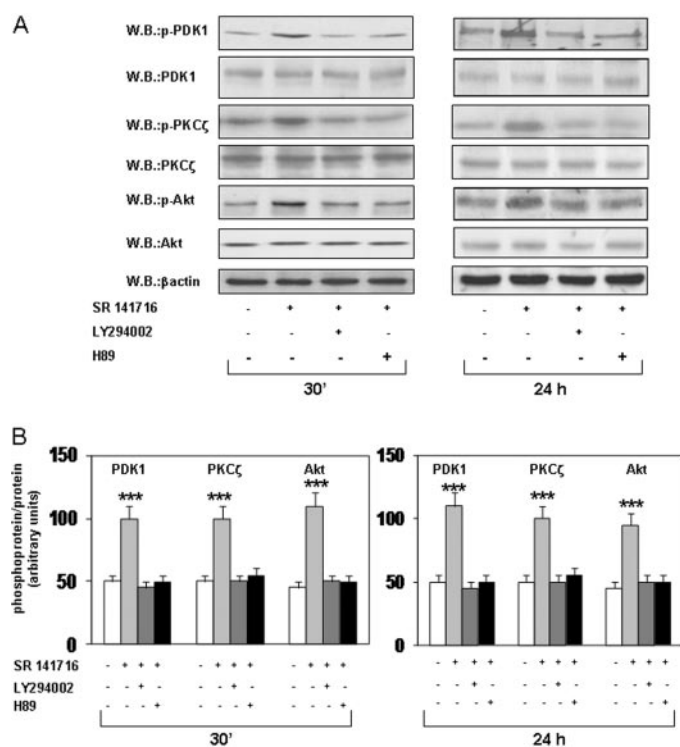 A
W.B.:p-PDK1
W.B.:PDK1
W.B.:p-PKCζ
W.B.:PKCζ
W.B.:p-Akt
W.B.:Akt
W.B.:βactin
SR 141716 - + + + - + + +
LY294002 - - + - - - + -
H89 - - - + - - - +
30’ 24 h
B
phosphoprotein/protein
(arbitrary units)
150 150
PDK1 PKCζ Akt PDK1 PKCζ Akt
*** *** *** *** *** ***
100 100
50 50
0 0
SR 141716 - + + + - + + + - + + + - + + + - + + + - + + +
LY294002 - - + - - - + - - - + - - - + - - - + - - - + -
H89 - - - + - - - + - - - + - - - + - - - + - - - +
30’ 24 h